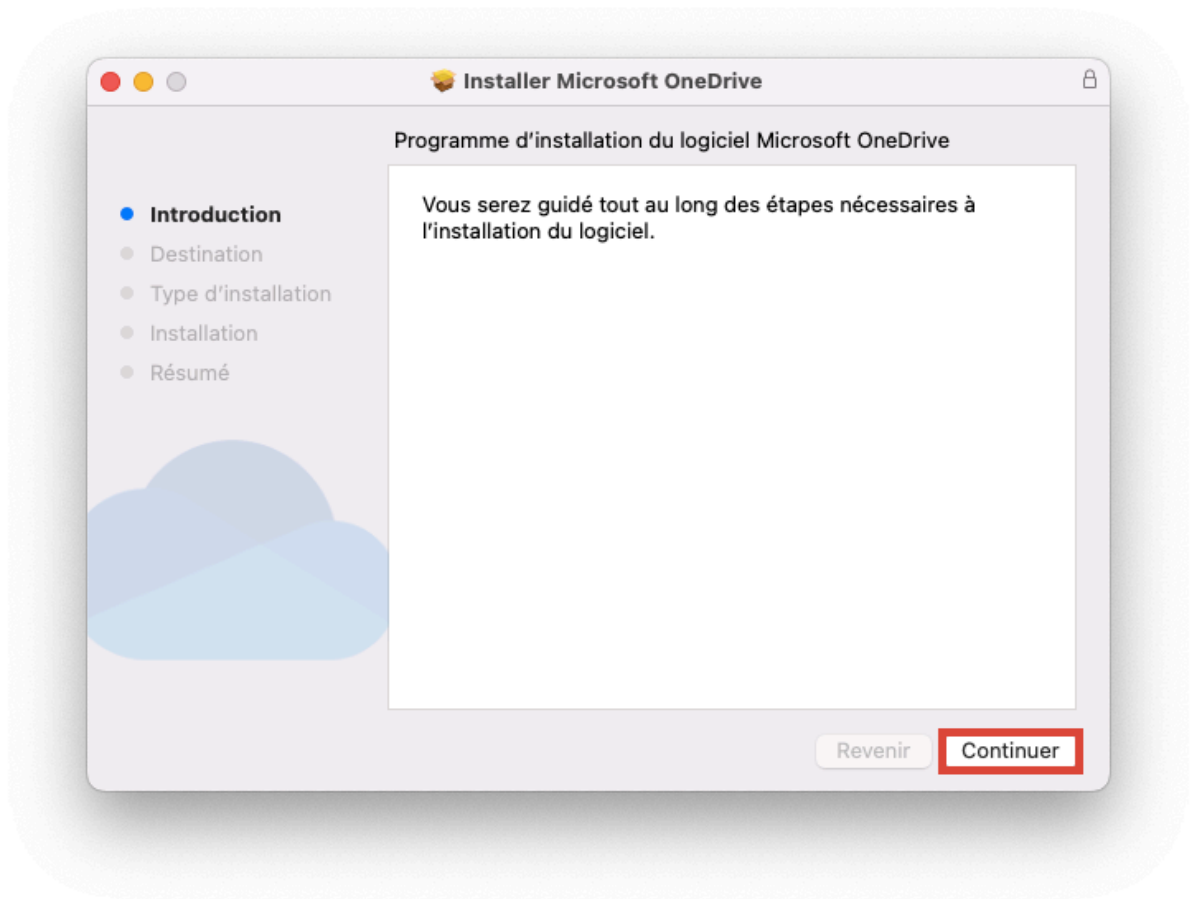 Installer Microsoft OneDrive
Programme d’installation du logiciel Microsoft OneDrive
Introduction
Destination
Type d’installation
Installation
Résumé
Vous serez guidé tout au long des étapes nécessaires à
l’installation du logiciel.
Revenir
Continuer